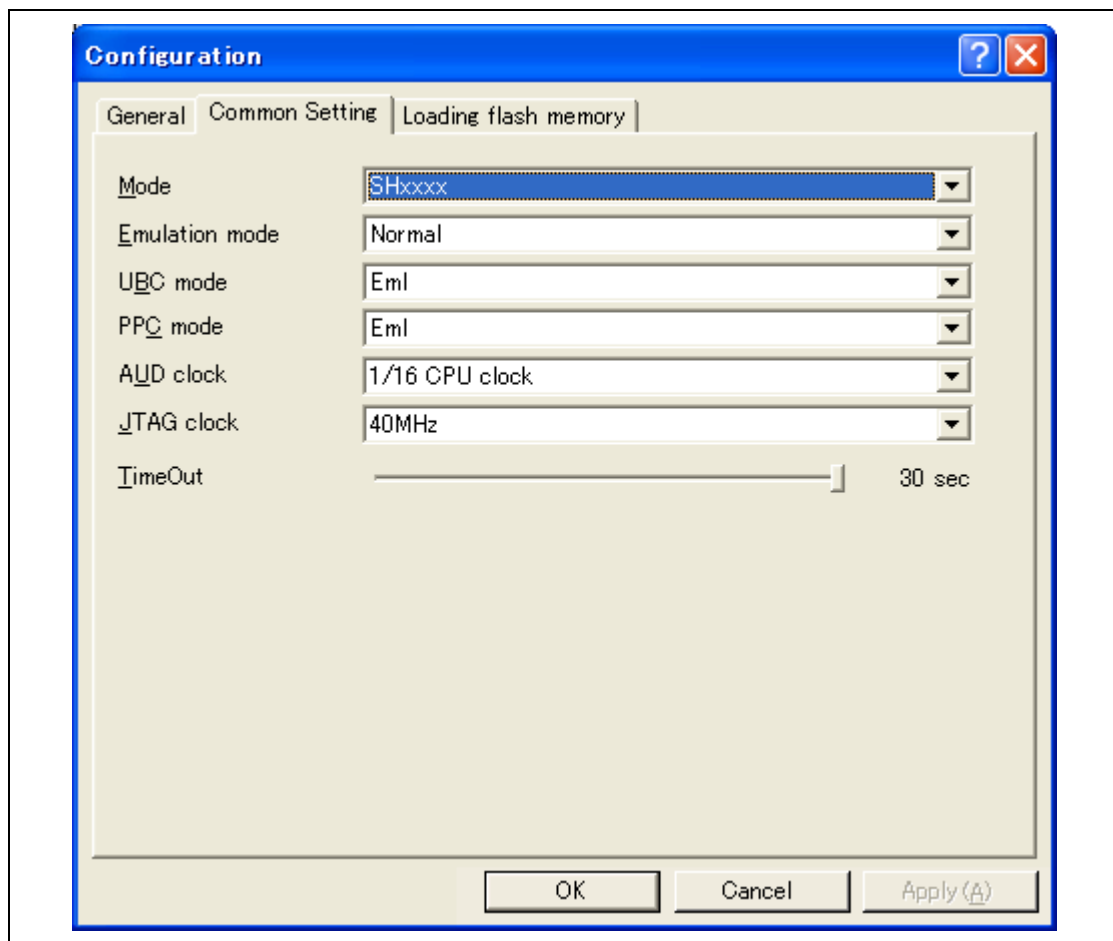 Configuration
General Common Setting Loading flash memory
Mode SHxxxx
Emulation mode Normal
UBC mode Eml
PPC mode Eml
AUD clock 1/16 CPU clock
JTAG clock 40MHz
TimeOut 30 sec
OK Cancel Apply(A)